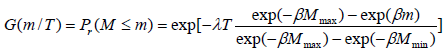 G(m/T) = P_r(M ≤ m) = exp[−λT (exp(−βM_max) − exp(βm)) / (exp(−βM_max) − exp(−βM_min))]